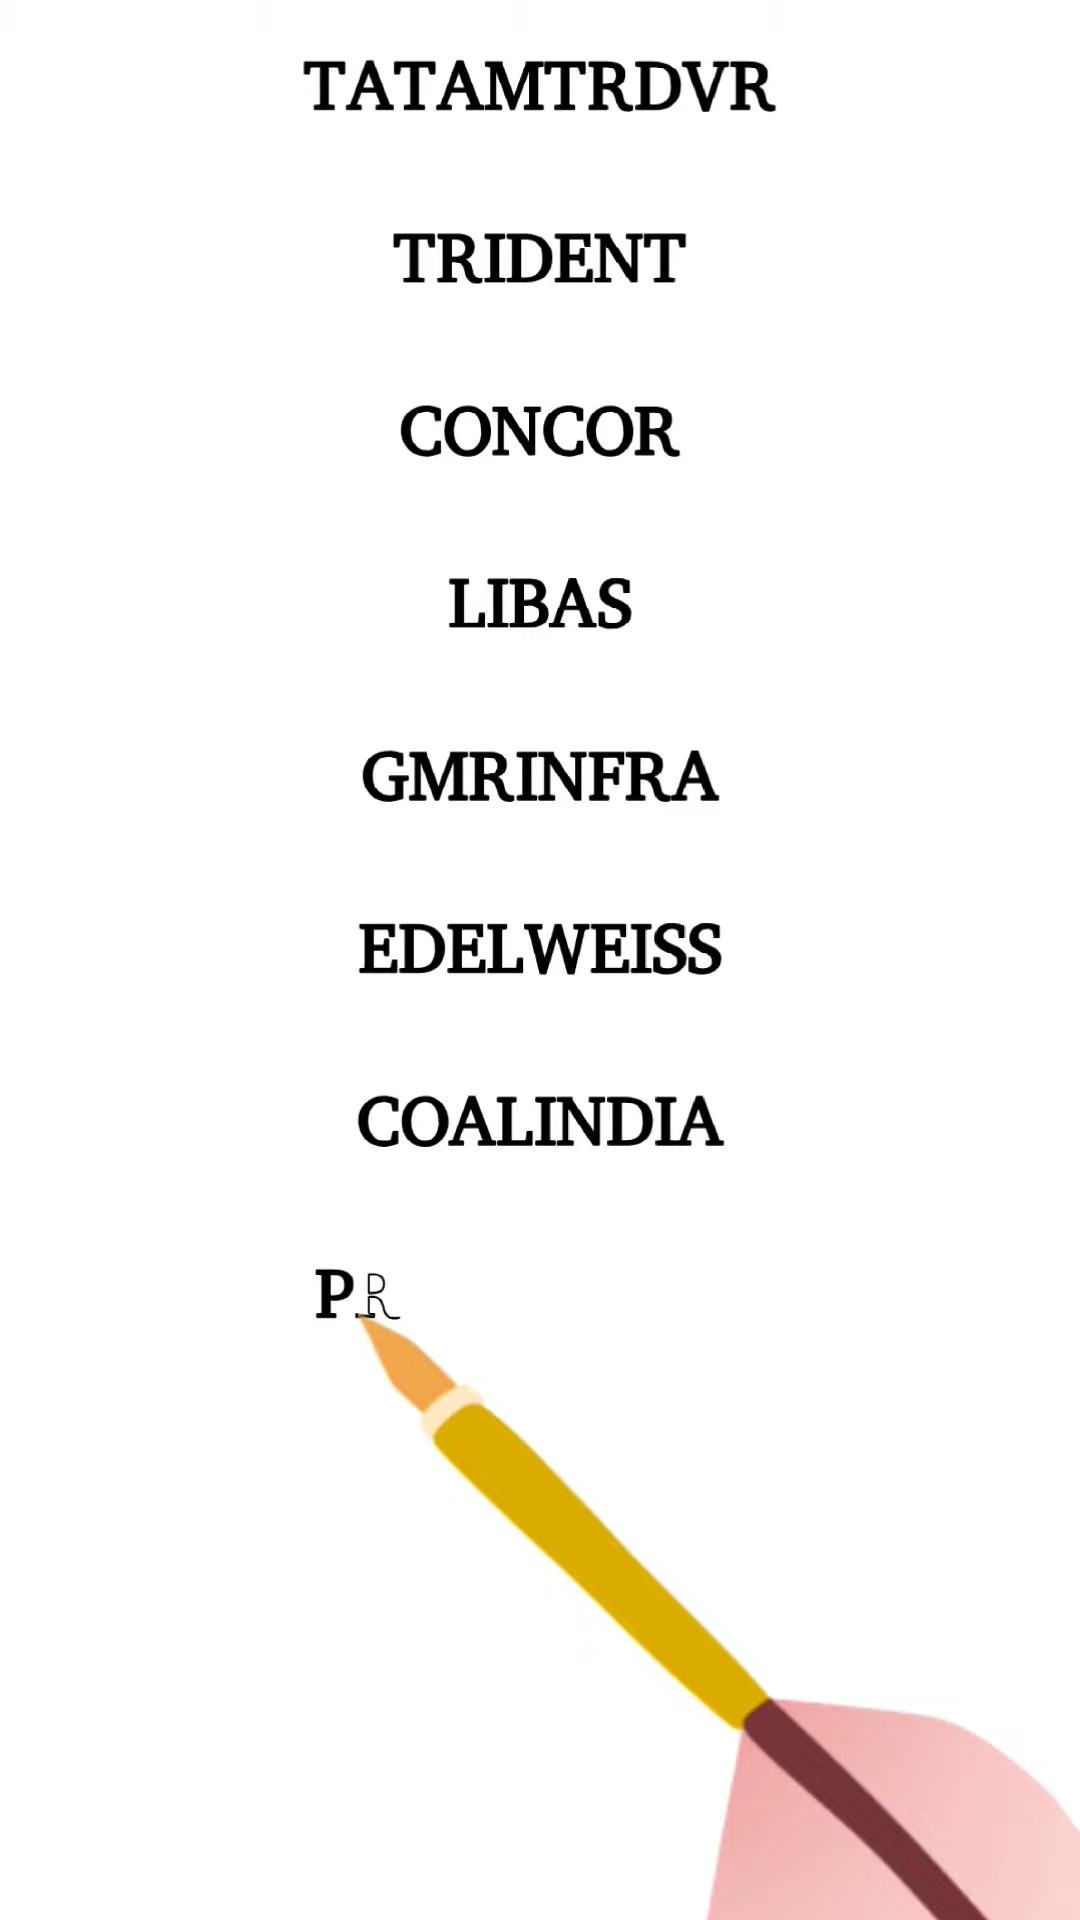 TATAMTRDVR
TRIDENT
CONCOR
LIBAS
GMRINFRA
EDELWEISS
COALINDIA
PR